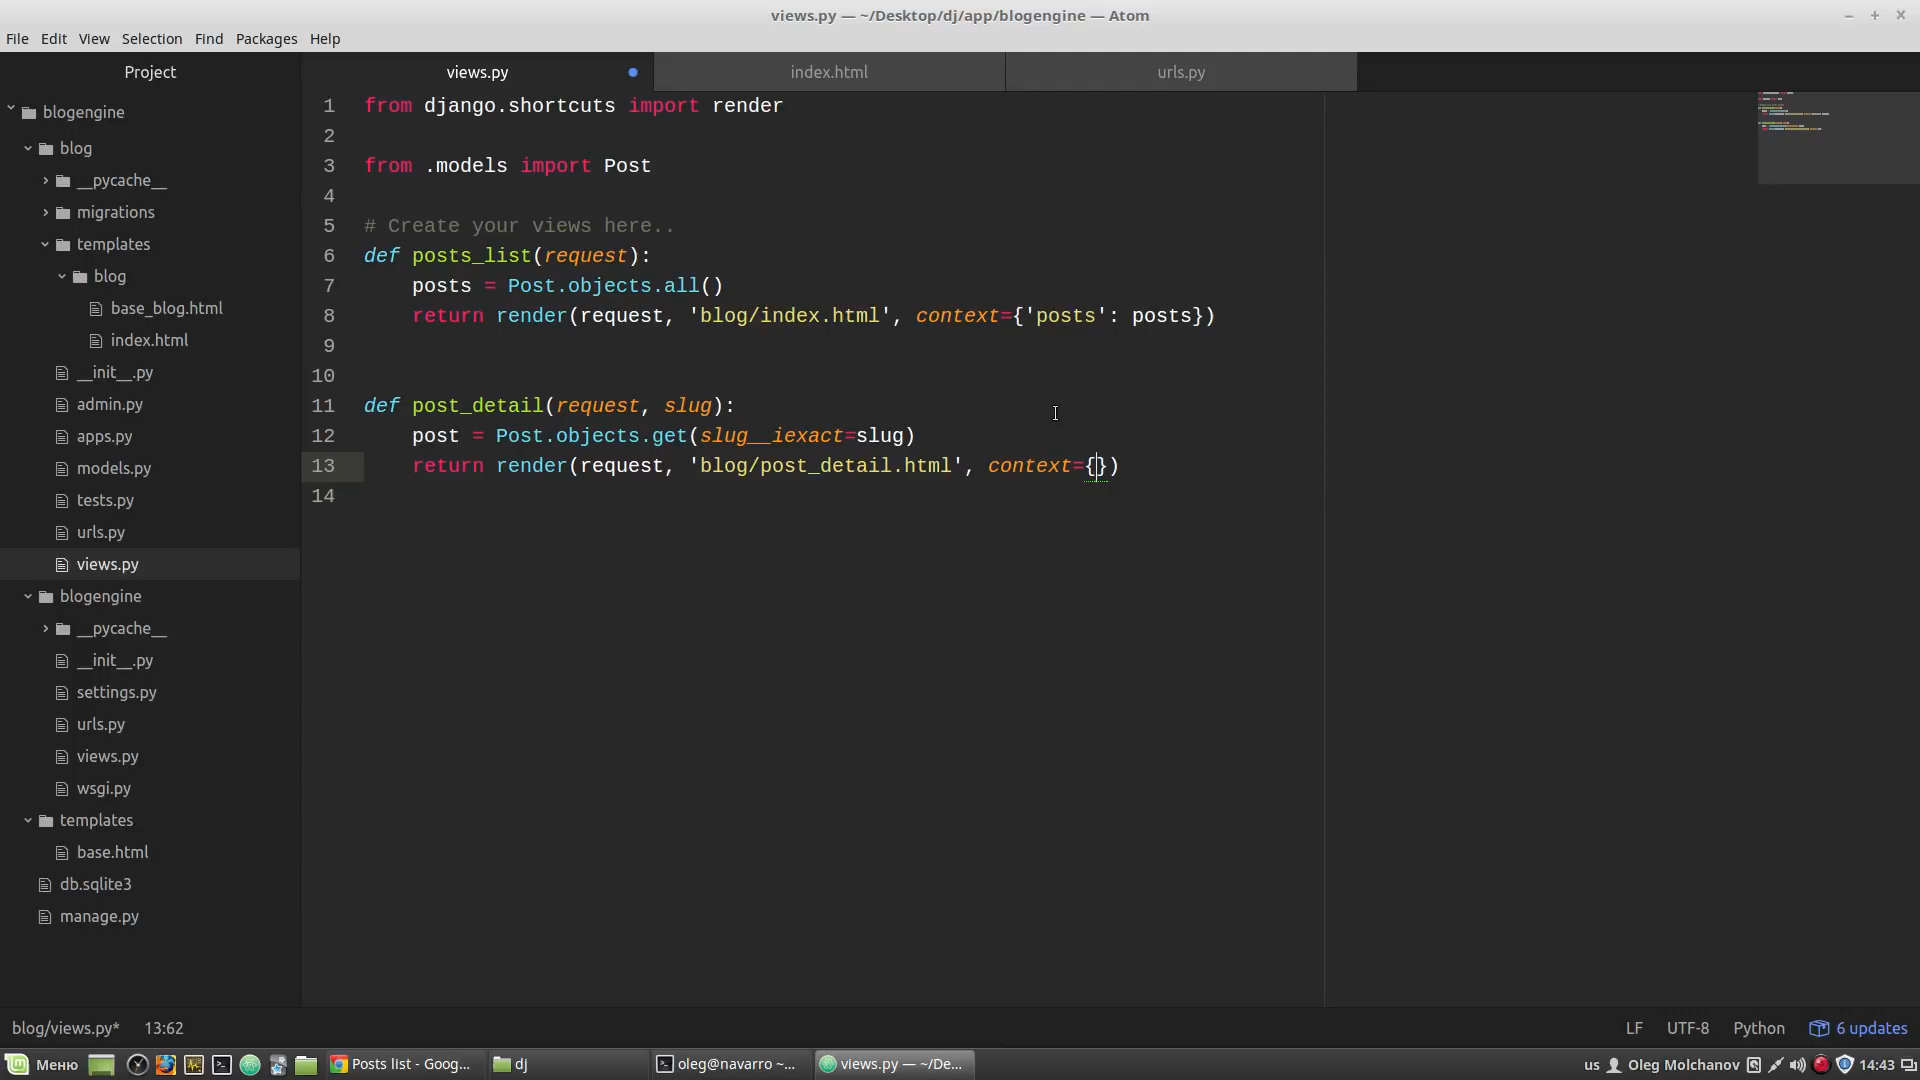 views.py — ~/Desktop/dj/app/blogengine — Atom
File Edit View Selection Find Packages Help
Project
blogengine
blog
__pycache__
migrations
templates
blog
base_blog.html
index.html
__init__.py
admin.py
apps.py
models.py
tests.py
urls.py
views.py
blogengine
__pycache__
__init__.py
settings.py
urls.py
views.py
wsgi.py
templates
base.html
db.sqlite3
manage.py
views.py index.html urls.py
1 from django.shortcuts import render
2
3 from .models import Post
4
5 # Create your views here..
6 def posts_list(request):
7     posts = Post.objects.all()
8     return render(request, 'blog/index.html', context={'posts': posts})
9
10
11 def post_detail(request, slug):
12     post = Post.objects.get(slug__iexact=slug)
13     return render(request, 'blog/post_detail.html', context={})
14
blog/views.py* 13:62 LF UTF-8 Python 6 updates
Меню Posts list - Goog... dj oleg@navarro ~... views.py — ~/De... us Oleg Molchanov 14:43